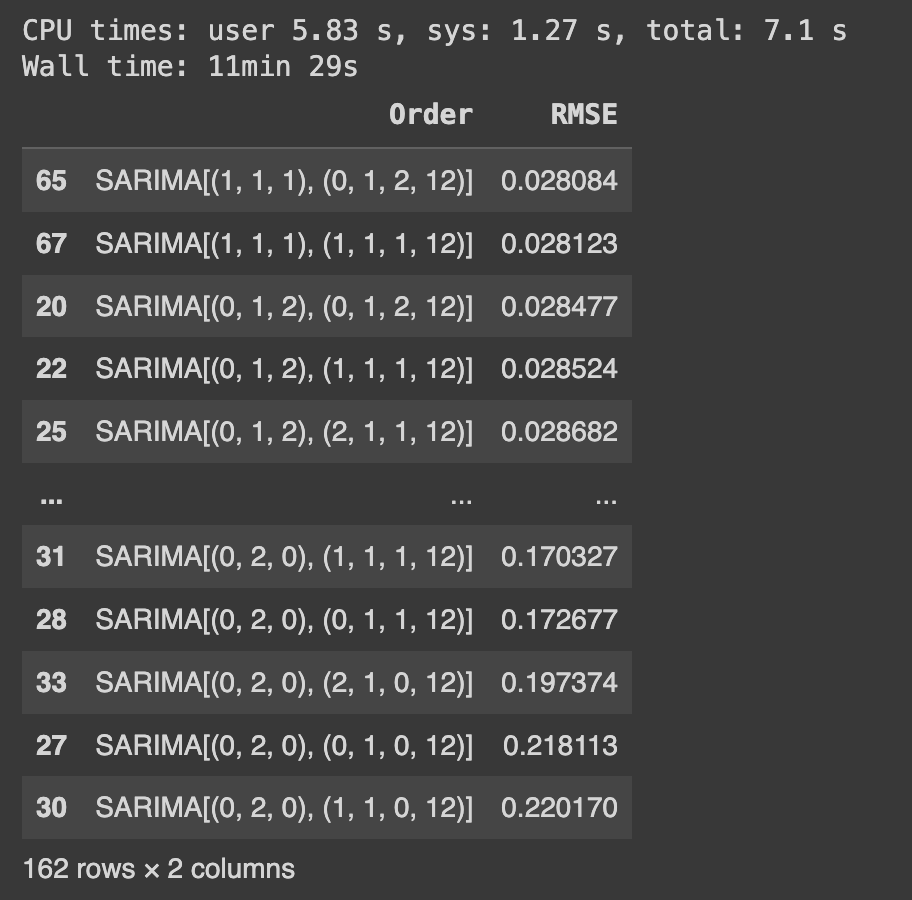 CPU times: user 5.83 s, sys: 1.27 s, total: 7.1 s
Wall time: 11min 29s
Order RMSE
65 SARIMA[(1, 1, 1), (0, 1, 2, 12)] 0.028084
67 SARIMA[(1, 1, 1), (1, 1, 1, 12)] 0.028123
20 SARIMA[(0, 1, 2), (0, 1, 2, 12)] 0.028477
22 SARIMA[(0, 1, 2), (1, 1, 1, 12)] 0.028524
25 SARIMA[(0, 1, 2), (2, 1, 1, 12)] 0.028682
... ... ...
31 SARIMA[(0, 2, 0), (1, 1, 1, 12)] 0.170327
28 SARIMA[(0, 2, 0), (0, 1, 1, 12)] 0.172677
33 SARIMA[(0, 2, 0), (2, 1, 0, 12)] 0.197374
27 SARIMA[(0, 2, 0), (0, 1, 0, 12)] 0.218113
30 SARIMA[(0, 2, 0), (1, 1, 0, 12)] 0.220170
162 rows × 2 columns